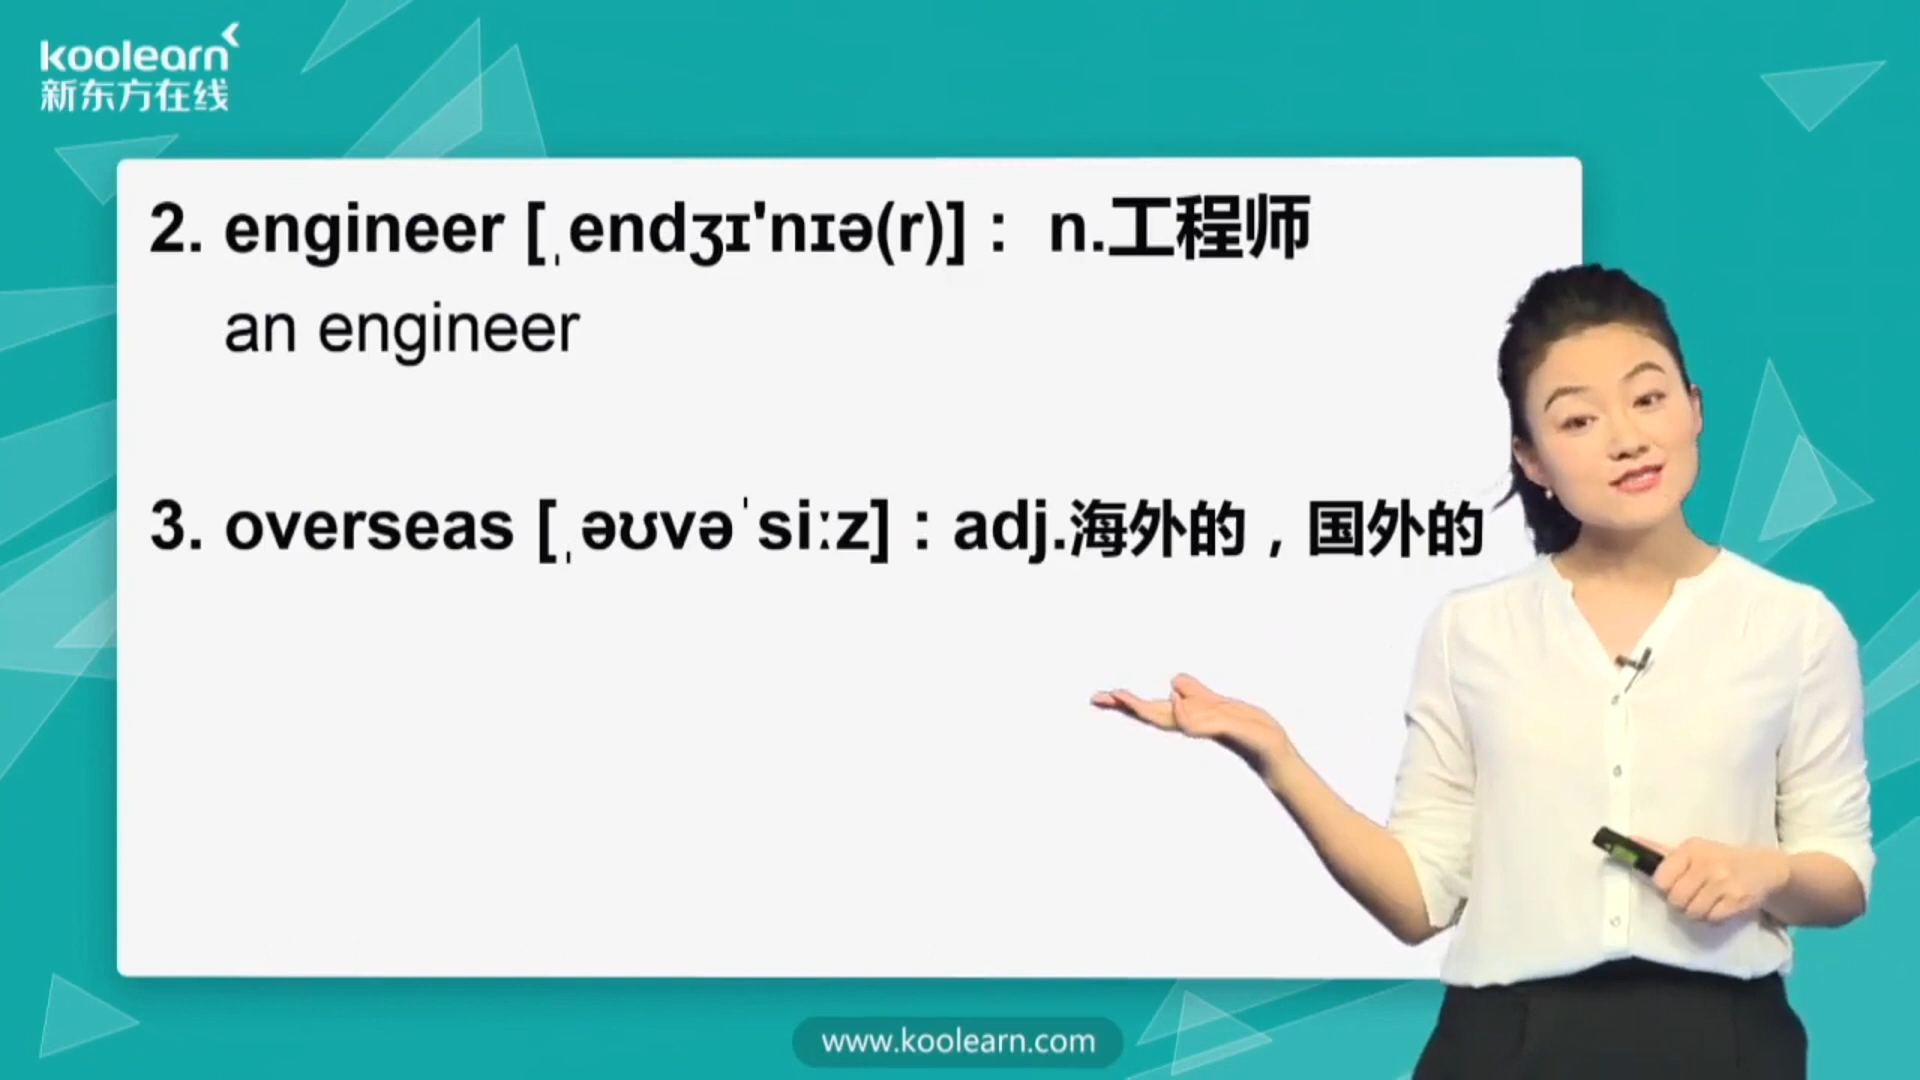 koolearn
新东方在线
2. engineer [ˌendʒɪ'nɪə(r)]： n.工程师
an engineer
3. overseas [ˌəʊvəˈsiːz]：adj.海外的，国外的
www.koolearn.com